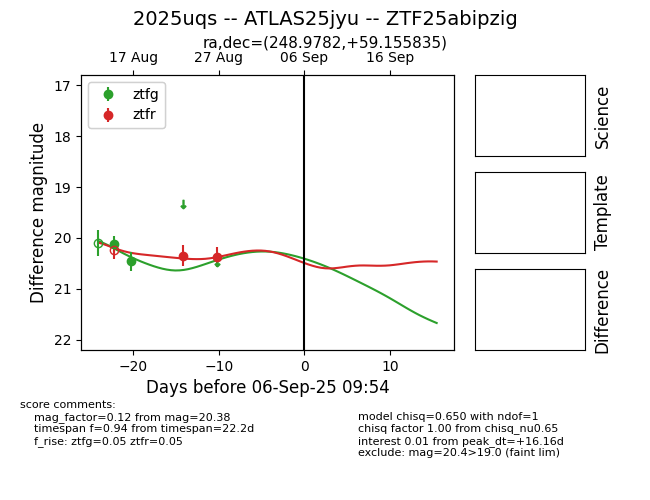 2025uqs -- ATLAS25jyu -- ZTF25abipzig
ra,dec=(248.9782,+59.155835)
17 Aug 27 Aug 06 Sep 16 Sep
ztfg
ztfr
17
18
19
20
21
22
Difference magnitude
−20 −10 0 10
Days before 06-Sep-25 09:54
Science
Template
Difference
score comments:
mag_factor=0.12 from mag=20.38
timespan f=0.94 from timespan=22.2d
f_rise: ztfg=0.05 ztfr=0.05
model chisq=0.650 with ndof=1
chisq factor 1.00 from chisq_nu0.65
interest 0.01 from peak_dt=+16.16d
exclude: mag=20.4>19.0 (faint lim)